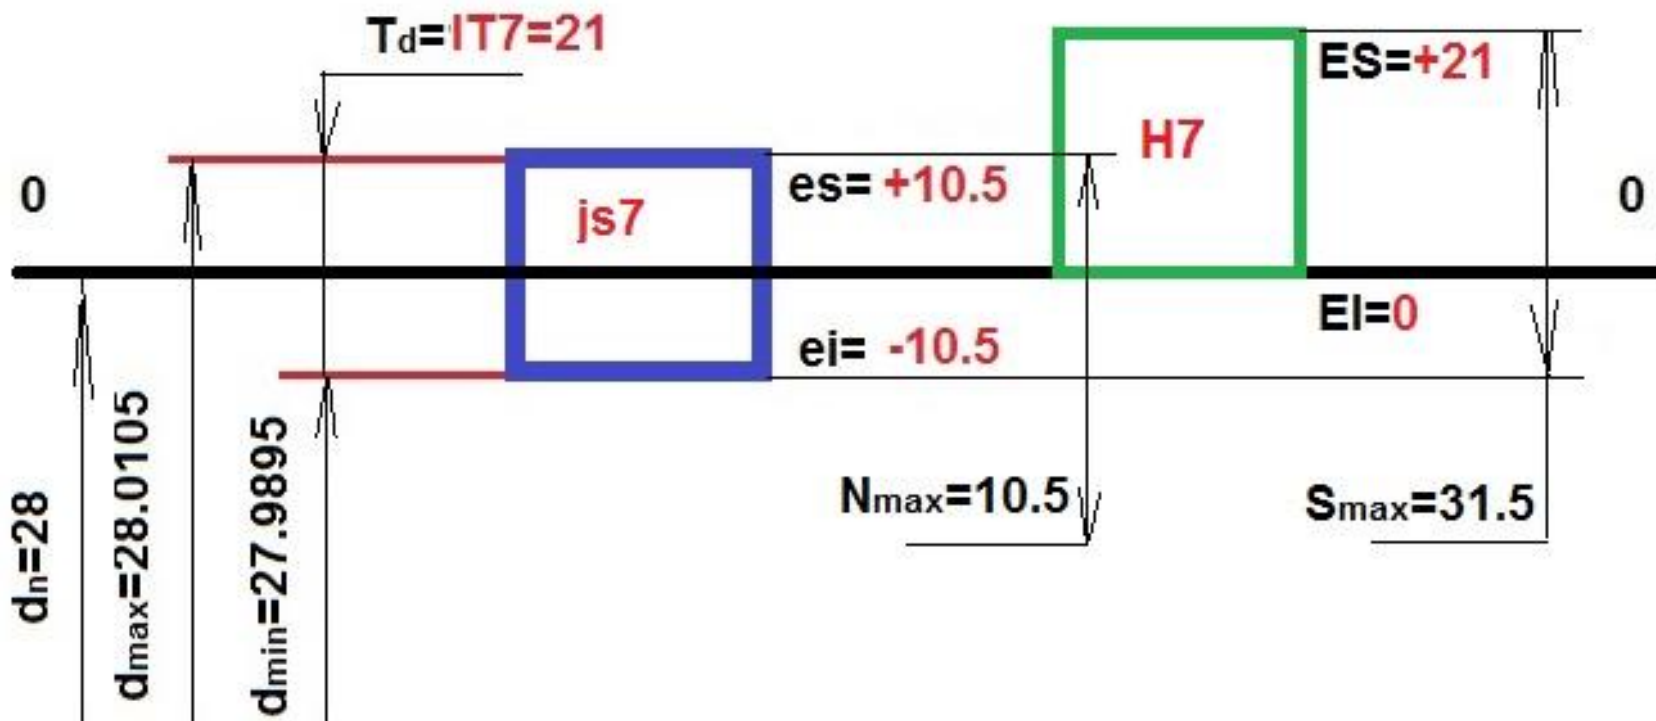 Td=IT7=21
ES=+21
H7
0
es= +10.5
0
js7
EI=0
ei= -10.5
Nmax=10.5
Smax=31.5
dn=28
dmax=28.0105
dmin=27.9895